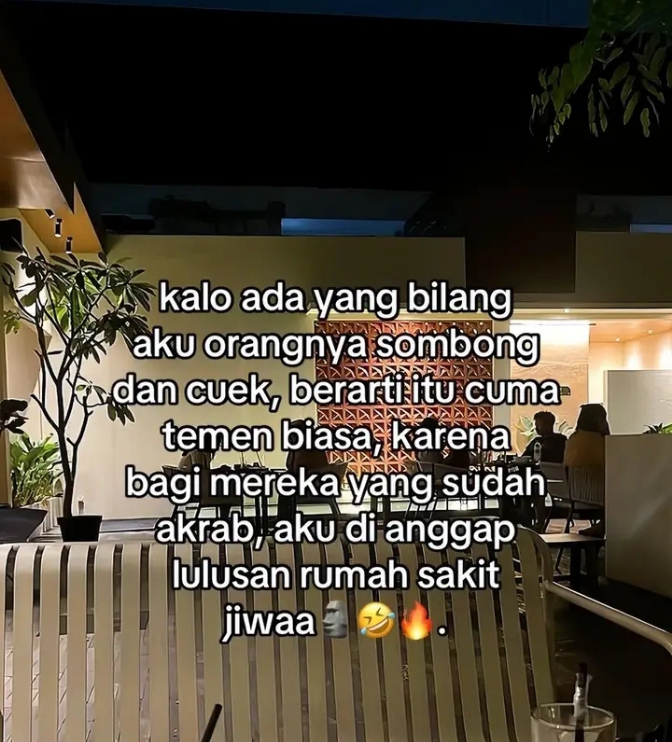 kalo ada yang bilang
aku orangnya sombong
dan cuek, berarti itu cuma
temen biasa, karena
bagi mereka yang sudah
akrab, aku di anggap
lulusan rumah sakit
jiwaa 🗿🤣🔥.